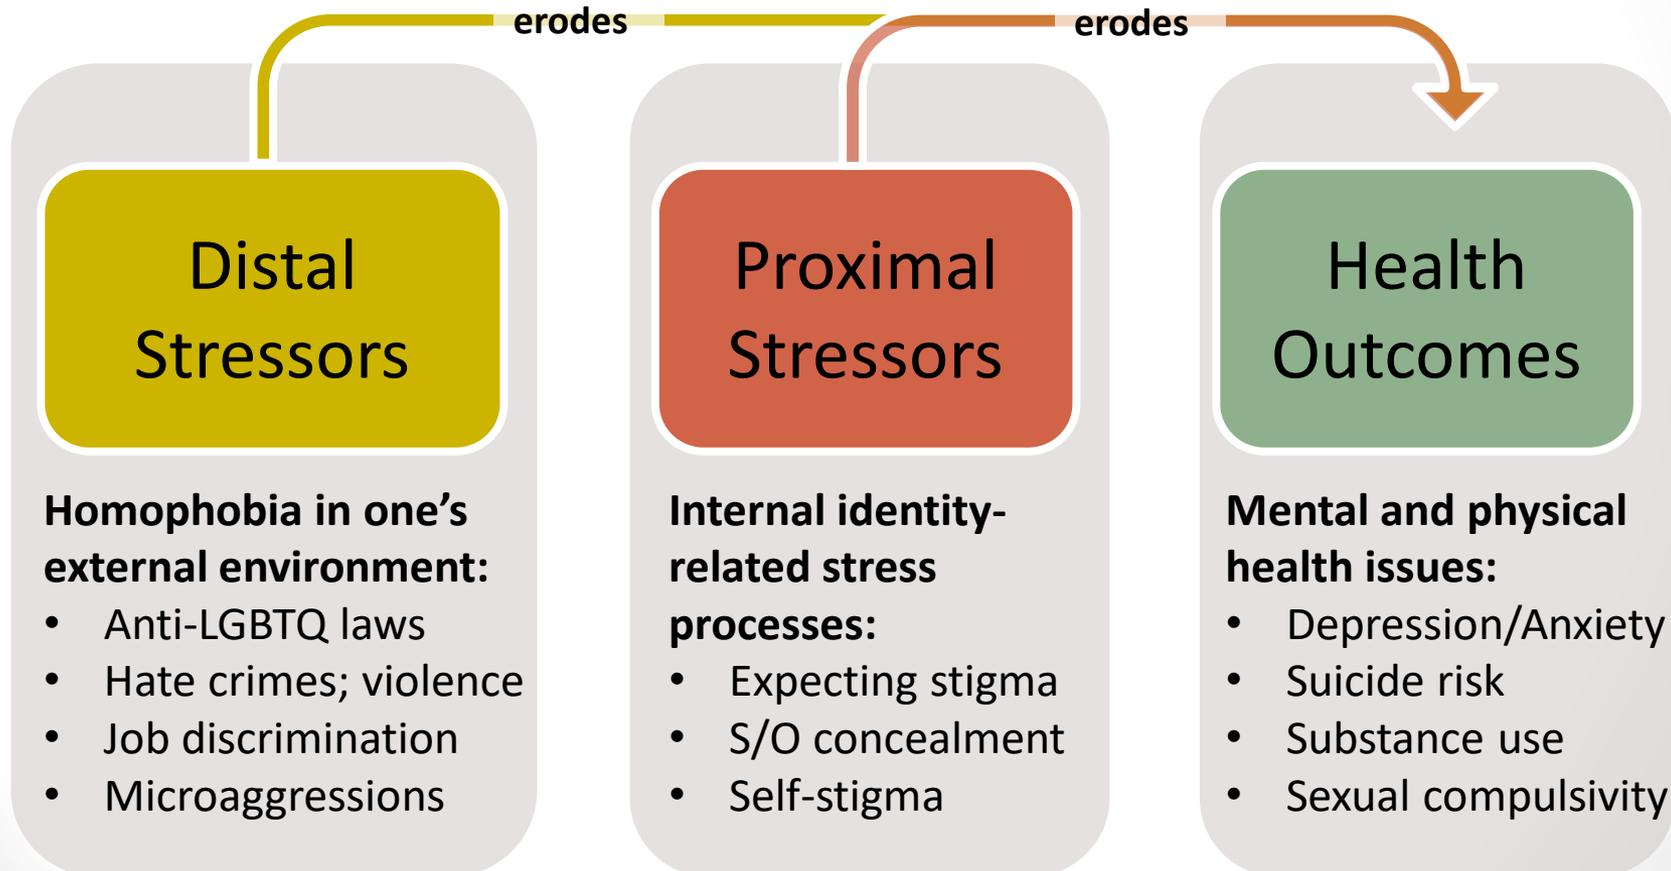 erodes
erodes
Distal
Stressors
Homophobia in one’s
external environment:
• Anti-LGBTQ laws
• Hate crimes; violence
• Job discrimination
• Microaggressions
Proximal
Stressors
Internal identity-
related stress
processes:
• Expecting stigma
• S/O concealment
• Self-stigma
Health
Outcomes
Mental and physical
health issues:
• Depression/Anxiety
• Suicide risk
• Substance use
• Sexual compulsivity